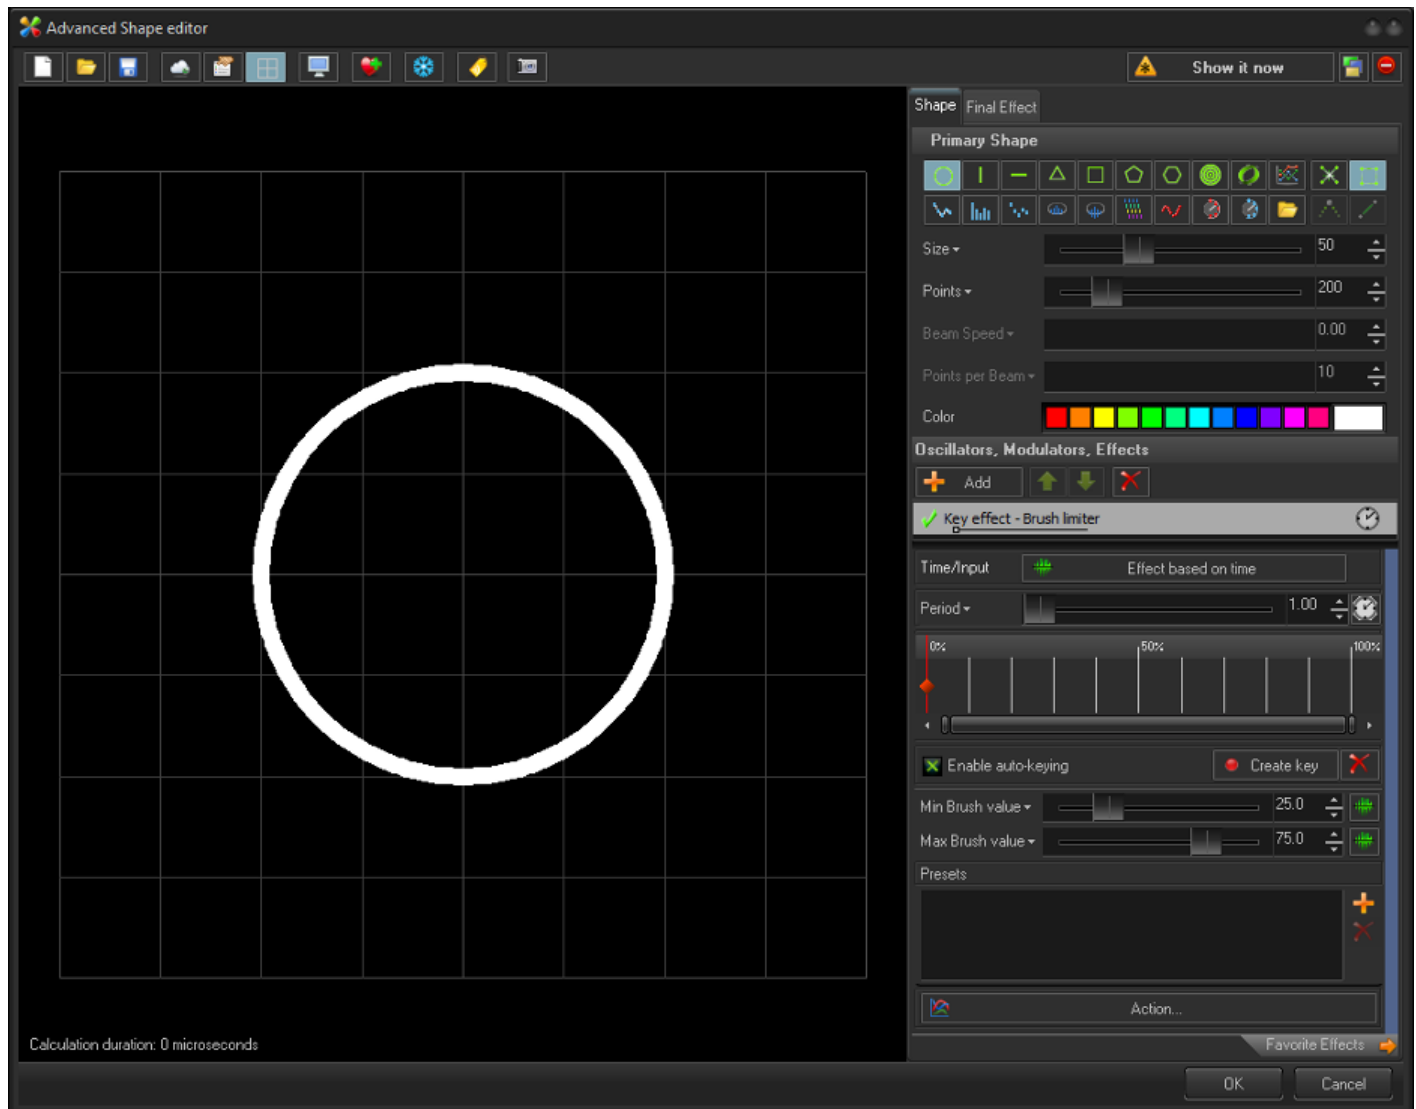 Advanced Shape editor
Show it now
Shape Final Effect
Primary Shape
Size 50
Points 200
Beam Speed 0.00
Points per Beam 10
Color
Oscillators, Modulators, Effects
Add
Key effect - Brush limiter
Time/Input Effect based on time
Period 1.00
0% 50% 100%
Enable auto-keying Create key
Min Brush value 25.0
Max Brush value 75.0
Presets
Action...
Calculation duration: 0 microseconds
Favorite Effects
OK Cancel